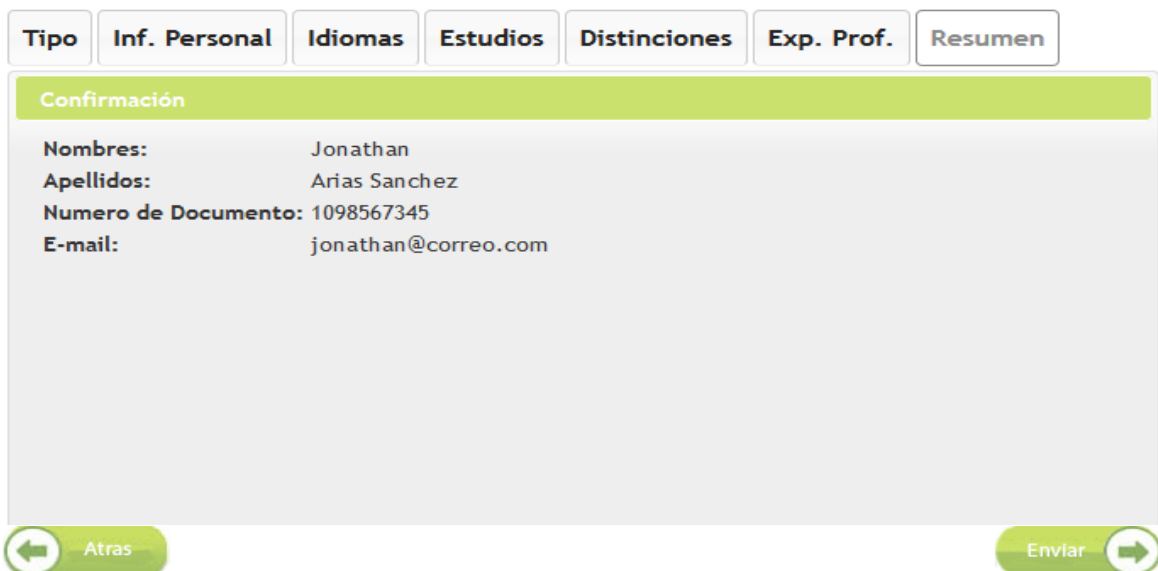 Tipo Inf. Personal Idiomas Estudios Distinciones Exp. Prof. Resumen
Confirmación
Nombres: Jonathan
Apellidos: Arias Sanchez
Numero de Documento: 1098567345
E-mail: jonathan@correo.com
Atras Enviar